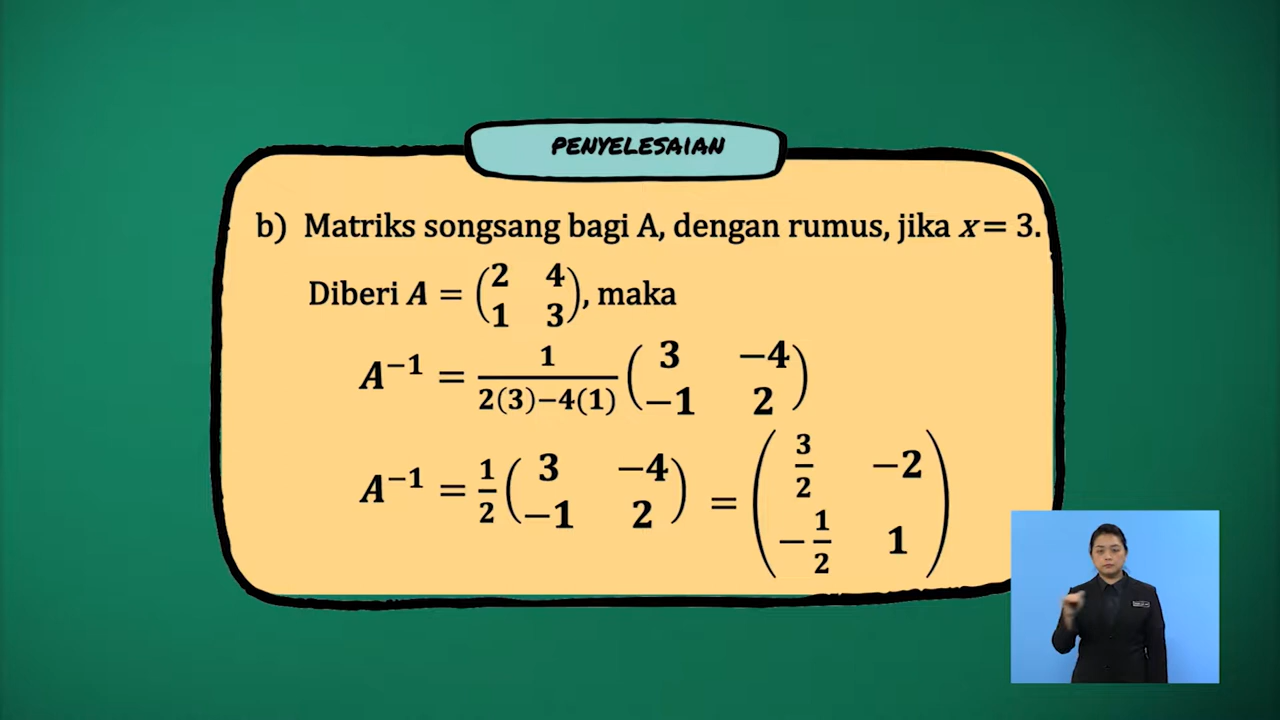 PENYELESAIAN
b) Matriks songsang bagi A, dengan rumus, jika x = 3.
Diberi A = (2 4; 1 3), maka
A⁻¹ = 1/(2(3)−4(1)) (3 −4; −1 2)
A⁻¹ = 1/2 (3 −4; −1 2) = (3/2 −2; −1/2 1)